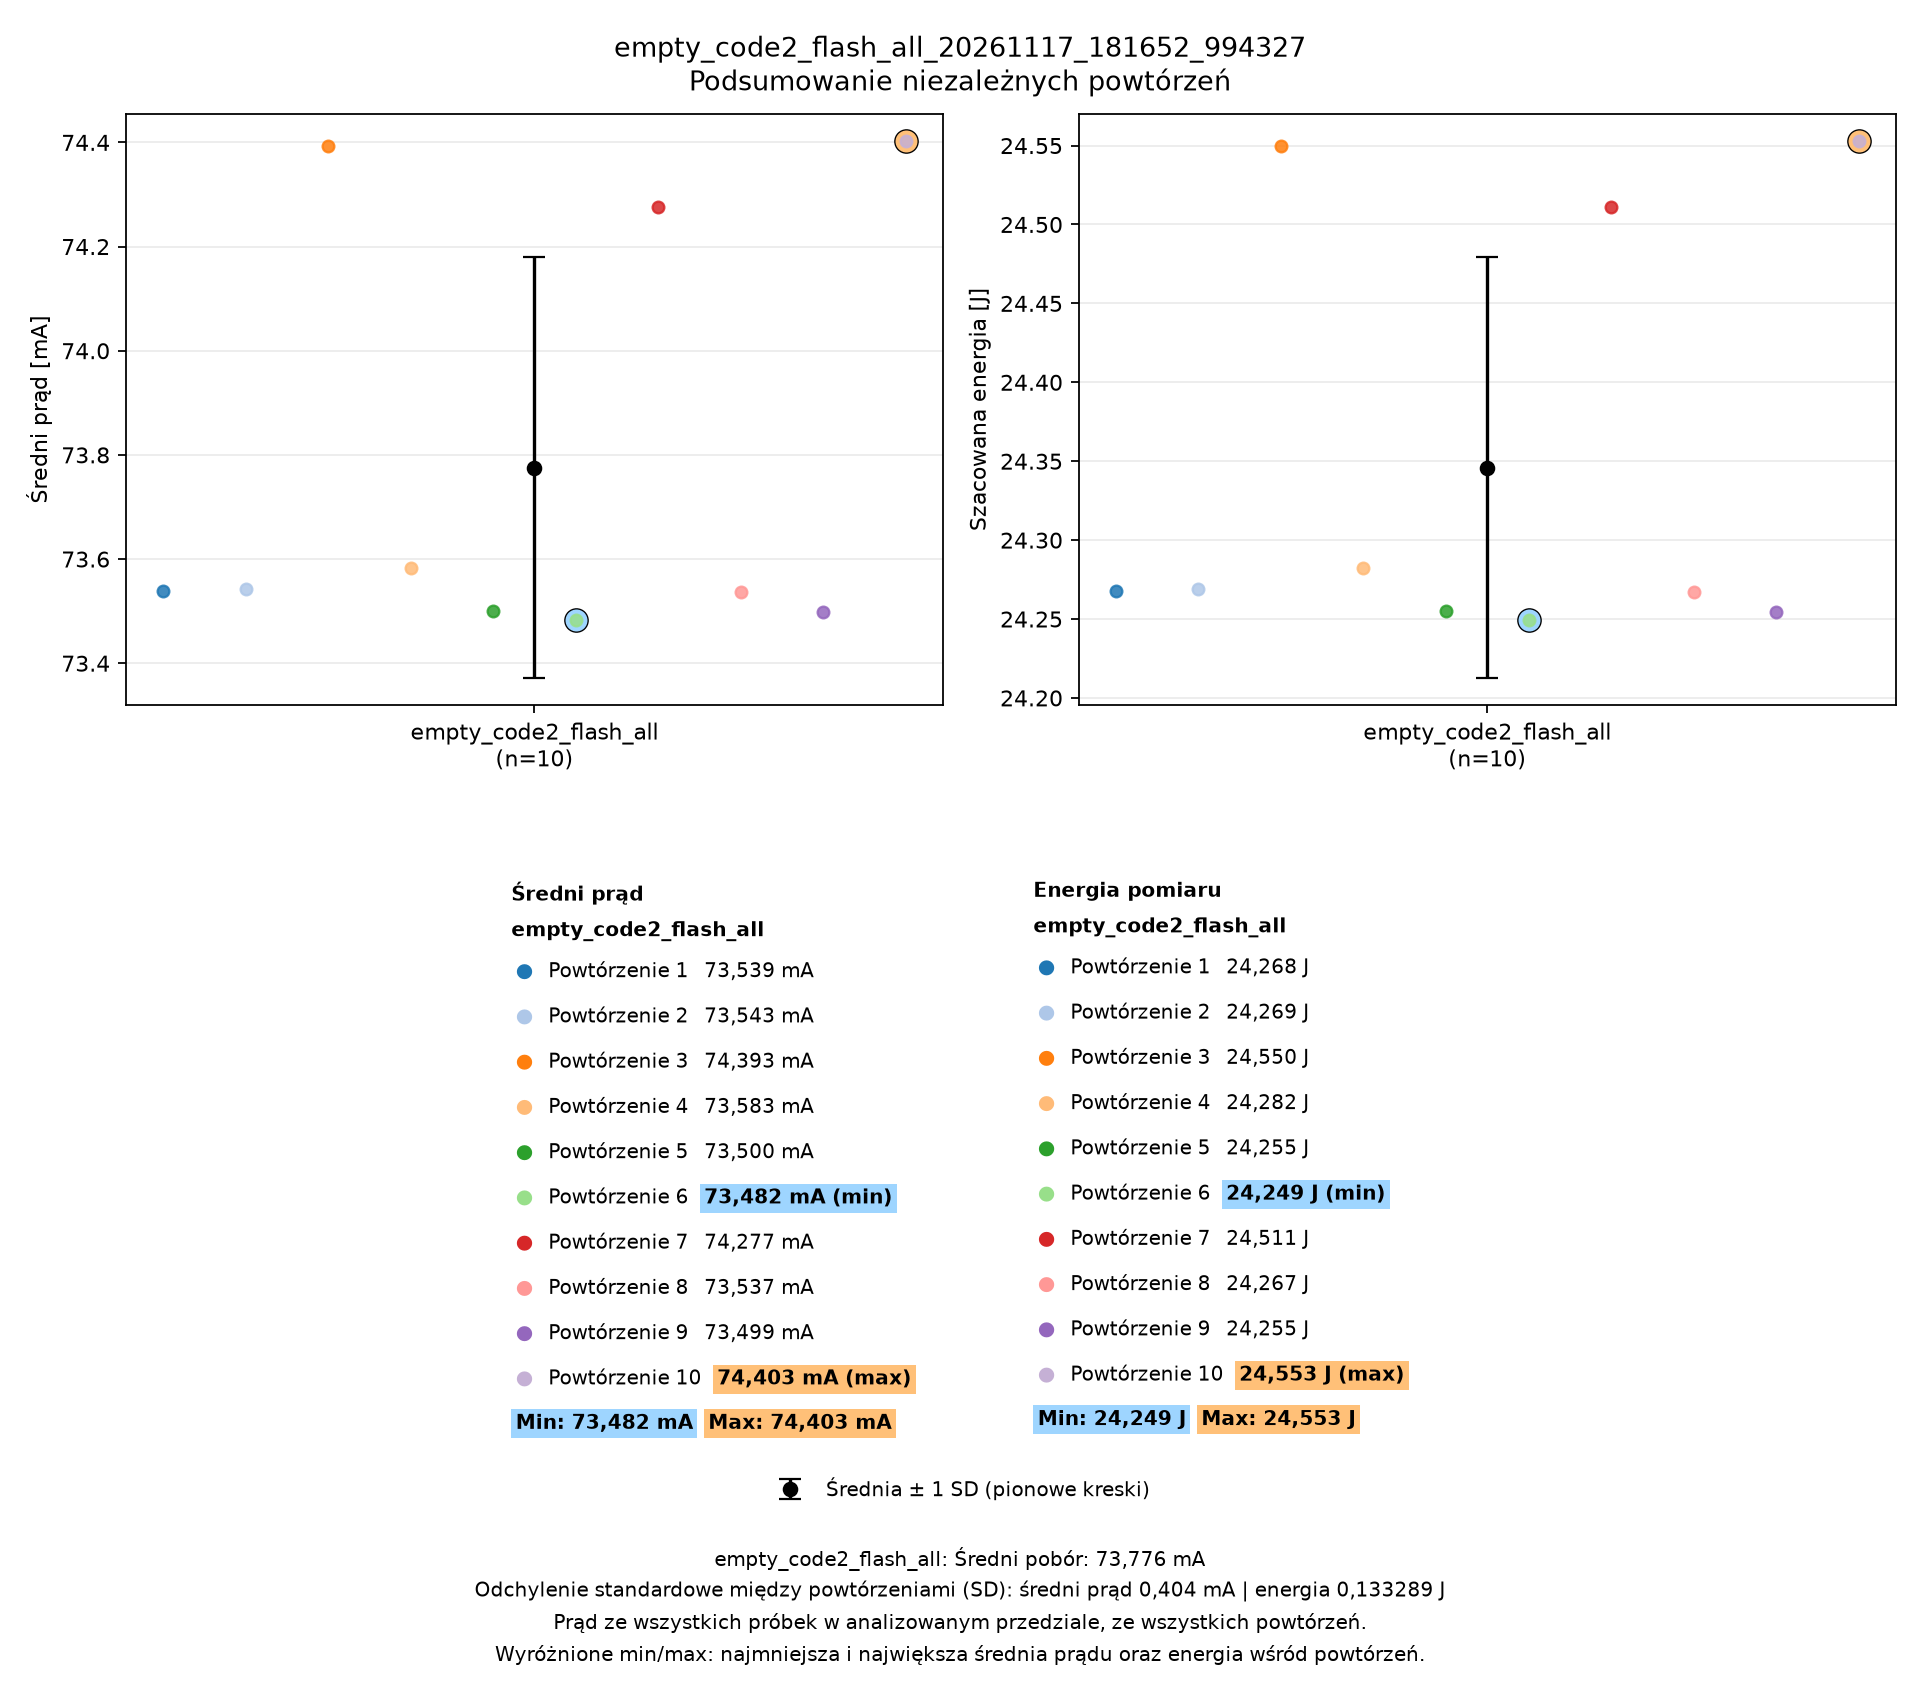 empty_code2_flash_all_20261117_181652_994327
Podsumowanie niezależnych powtórzeń
Średni prąd [mA]
74.4
74.2
74.0
73.8
73.6
73.4
empty_code2_flash_all
(n=10)
Szacowana energia [J]
24.55
24.50
24.45
24.40
24.35
24.30
24.25
24.20
empty_code2_flash_all
(n=10)
Średni prąd
empty_code2_flash_all
Powtórzenie 1 73,539 mA
Powtórzenie 2 73,543 mA
Powtórzenie 3 74,393 mA
Powtórzenie 4 73,583 mA
Powtórzenie 5 73,500 mA
Powtórzenie 6 73,482 mA (min)
Powtórzenie 7 74,277 mA
Powtórzenie 8 73,537 mA
Powtórzenie 9 73,499 mA
Powtórzenie 10 74,403 mA (max)
Min: 73,482 mA Max: 74,403 mA
Energia pomiaru
empty_code2_flash_all
Powtórzenie 1 24,268 J
Powtórzenie 2 24,269 J
Powtórzenie 3 24,550 J
Powtórzenie 4 24,282 J
Powtórzenie 5 24,255 J
Powtórzenie 6 24,249 J (min)
Powtórzenie 7 24,511 J
Powtórzenie 8 24,267 J
Powtórzenie 9 24,255 J
Powtórzenie 10 24,553 J (max)
Min: 24,249 J Max: 24,553 J
Średnia ± 1 SD (pionowe kreski)
empty_code2_flash_all: Średni pobór: 73,776 mA
Odchylenie standardowe między powtórzeniami (SD): średni prąd 0,404 mA | energia 0,133289 J
Prąd ze wszystkich próbek w analizowanym przedziale, ze wszystkich powtórzeń.
Wyróżnione min/max: najmniejsza i największa średnia prądu oraz energia wśród powtórzeń.